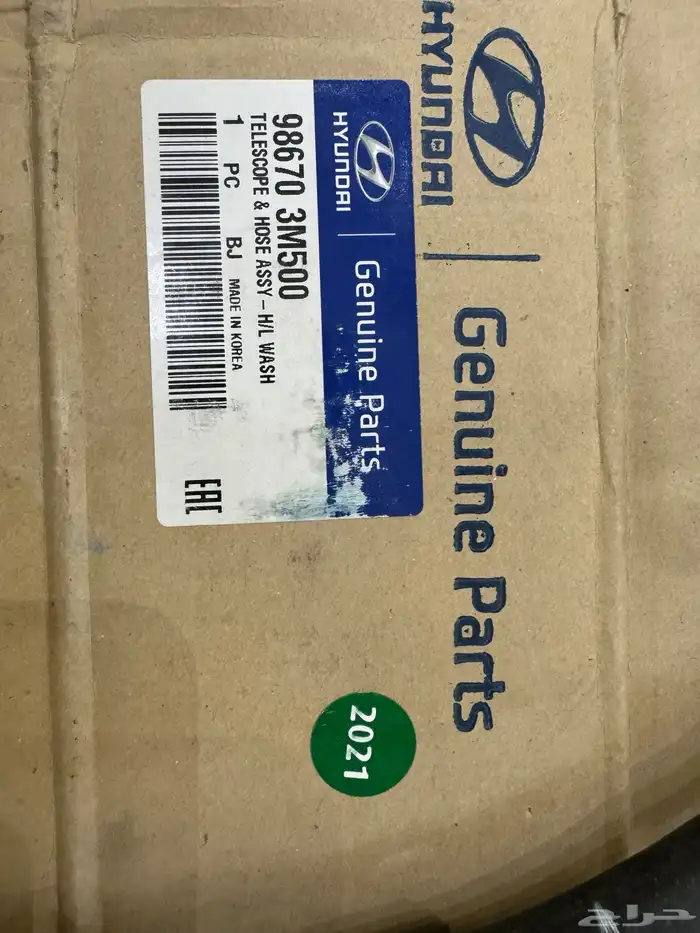 HYUNDAI | Genuine Parts
HYUNDAI | Genuine Parts
98670 3M500
TELESCOPE & HOSE ASSY - H/L WASH
1 PC BJ MADE IN KOREA
EAC
2021
حراج